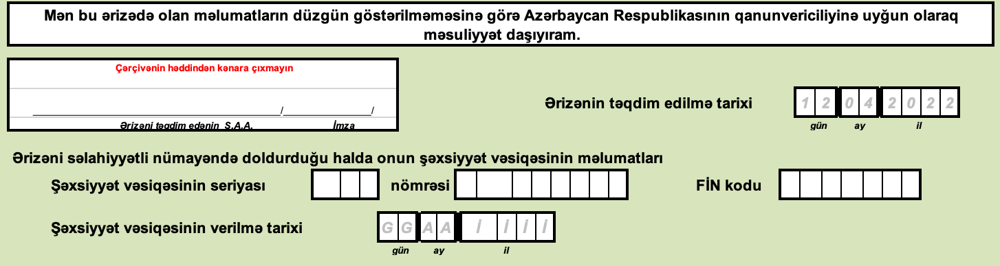 Mən bu ərizədə olan məlumatların düzgün göstərilməməsinə görə Azərbaycan Respublikasının qanunvericiliyinə uyğun olaraq
məsuliyyət daşıyıram.
Çərçivənin həddindən kənara çıxmayın
/ /
Ərizəni təqdim edənin S.A.A. İmza
Ərizənin təqdim edilmə tarixi 1 2 0 4 2 0 2 2
gün ay il
Ərizəni səlahiyyətli nümayəndə doldurduğu halda onun şəxsiyyət vəsiqəsinin məlumatları
Şəxsiyyət vəsiqəsinin seriyası nömrəsi FİN kodu
Şəxsiyyət vəsiqəsinin verilmə tarixi G G A A İ İ İ İ
gün ay il